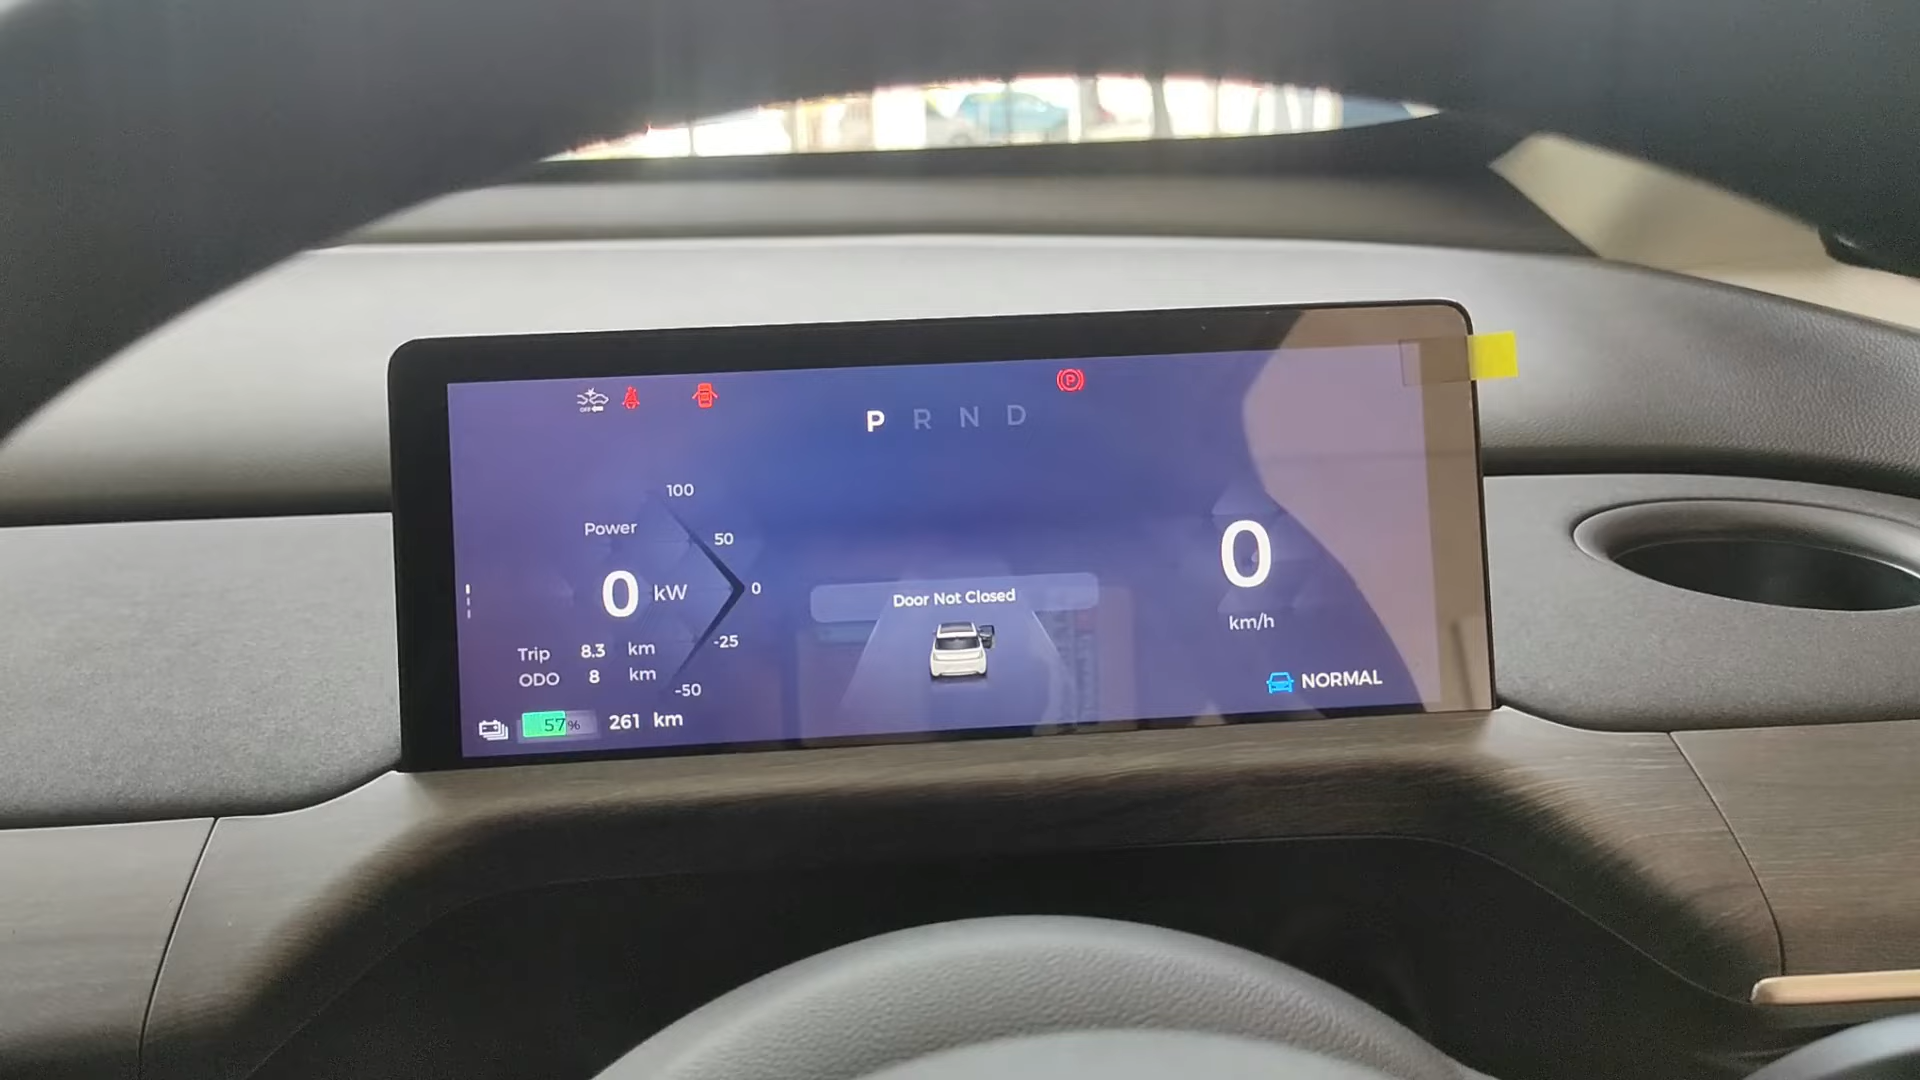 OFF
P
P R N D
100
Power
50
0 kW
0
-25
-50
Trip 8.3 km
ODO 8 km
57%
261 km
Door Not Closed
0
km/h
NORMAL